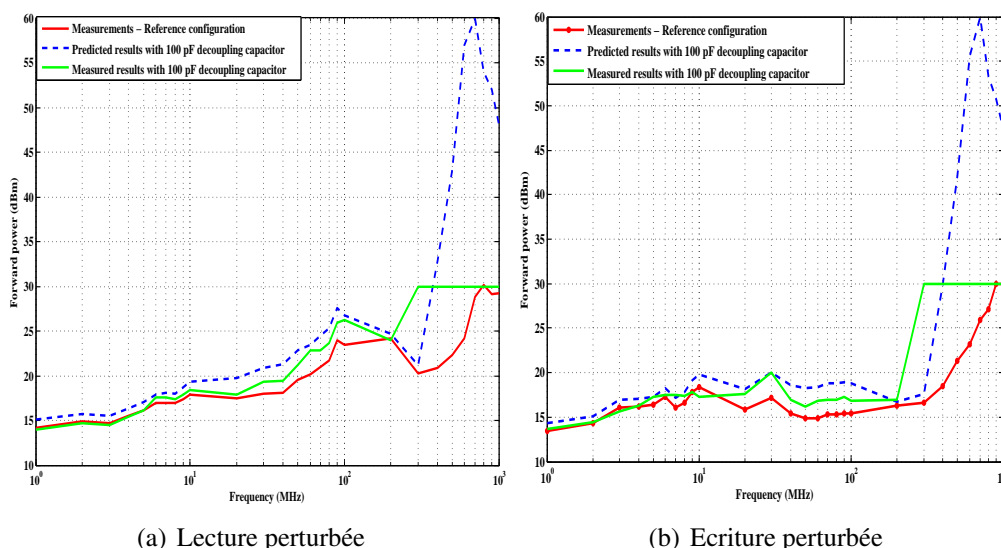 60
55
50
45
40
35
30
25
20
15
10
Forward power (dBm)
Measurements – Reference configuration
Predicted results with 100 pF decoupling capacitor
Measured results with 100 pF decoupling capacitor
10⁰ 10¹ 10² 10³
Frequency (MHz)
(a) Lecture perturbée
60
55
50
45
40
35
30
25
20
15
10
Forward power (dBm)
Measurements – Reference configuration
Predicted results with 100 pF decoupling capacitor
Measured results with 100 pF decoupling capacitor
10⁰ 10¹ 10² 10
Frequency (MHz)
(b) Ecriture perturbée